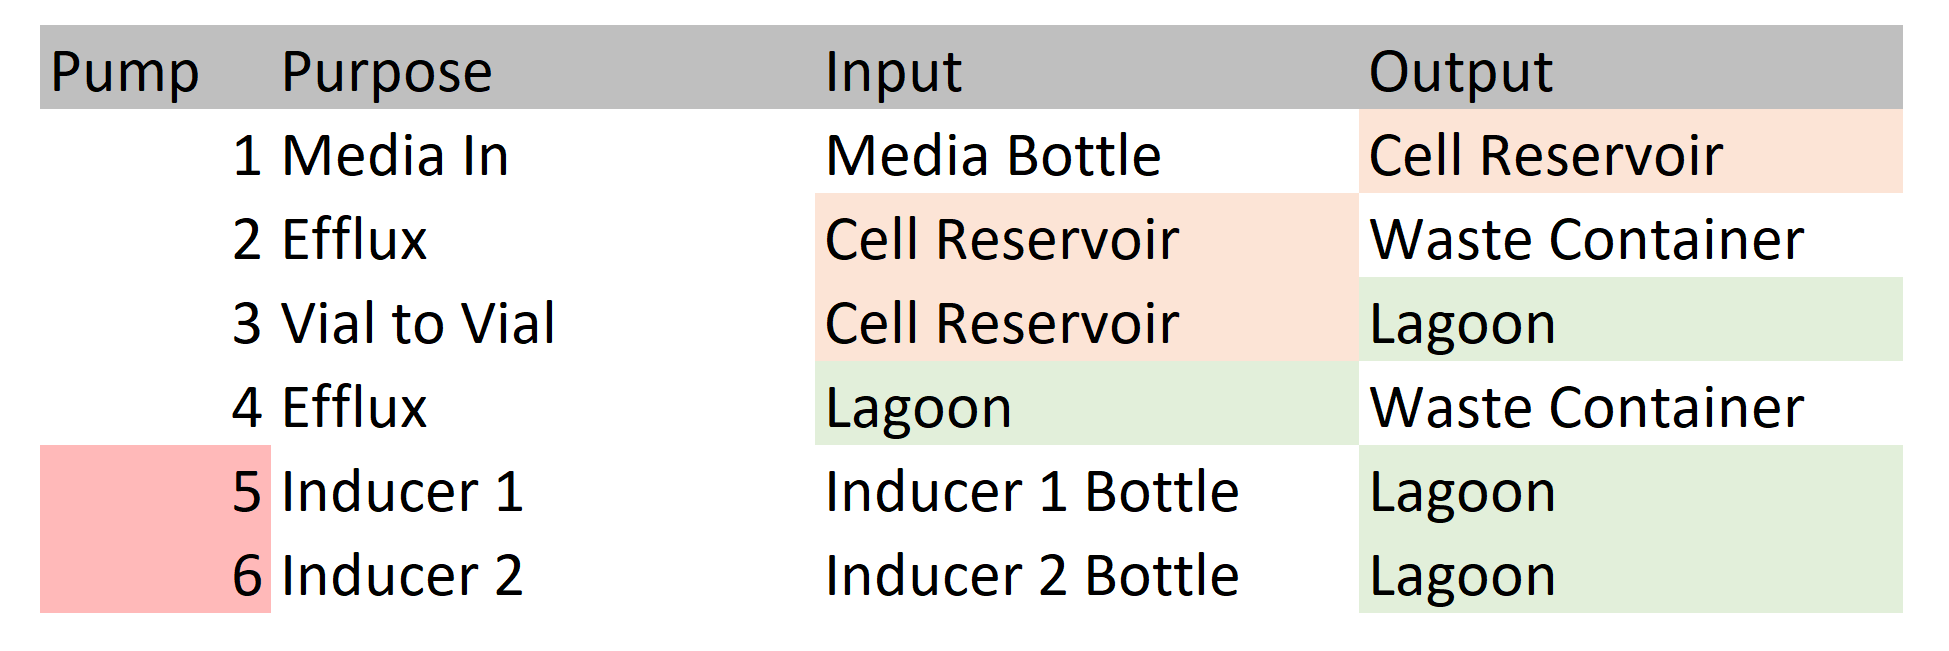 Pump Purpose Input Output
1 Media In Media Bottle Cell Reservoir
2 Efflux Cell Reservoir Waste Container
3 Vial to Vial Cell Reservoir Lagoon
4 Efflux Lagoon Waste Container
5 Inducer 1 Inducer 1 Bottle Lagoon
6 Inducer 2 Inducer 2 Bottle Lagoon